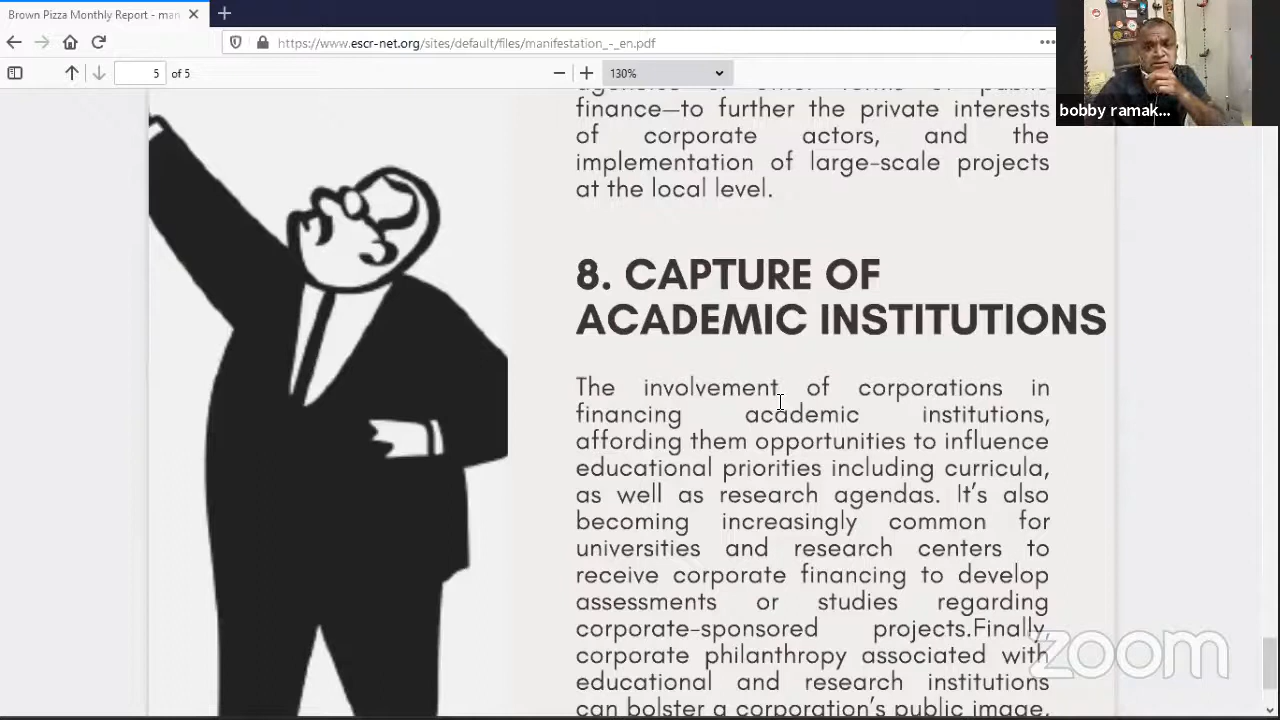 Brown Pizza Monthly Report - man
https://www.escr-net.org/sites/default/files/manifestation_-_en.pdf
5 of 5
130%
bobby ramak...
finance—to further the private interests
of corporate actors, and the
implementation of large-scale projects
at the local level.
8. CAPTURE OF
ACADEMIC INSTITUTIONS
The involvement of corporations in
financing academic institutions,
affording them opportunities to influence
educational priorities including curricula,
as well as research agendas. It's also
becoming increasingly common for
universities and research centers to
receive corporate financing to develop
assessments or studies regarding
corporate-sponsored projects.Finally,
corporate philanthropy associated with
educational and research institutions
can bolster a corporation's public image,
zoom